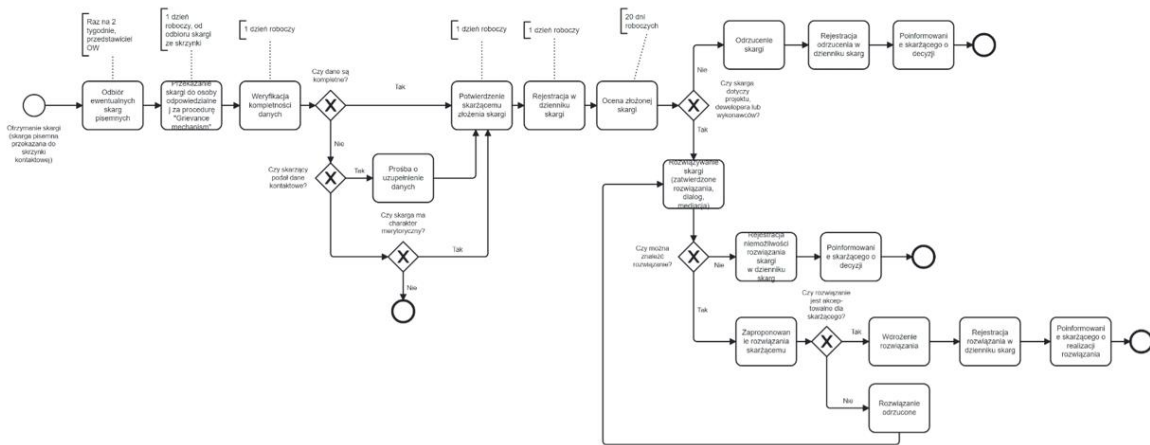 Raz na 2
tygodnie,
przedstawiciel
OW
1 dzień
roboczy, od
odbioru skargi
ze skrzynki
1 dzień roboczy
1 dzień roboczy
1 dzień roboczy
20 dni
roboczych
Otrzymanie skargi
(skarga pisemna
przekazana do
skrzynki
kontaktowej)
Odbiór
ewentualnych
skarg
pisemnych
Przekazanie
skargi do osoby
odpowiedzialne
j za procedurę
"Grievance
mechanism"
Weryfikacja
kompletności
danych
Czy dane są
kompletne?
Tak
Nie
Czy skarżący
podał dane
kontaktowe?
Tak
Prośba o
uzupełnienie
danych
Czy skarga ma
charakter
merytoryczny?
Tak
Nie
Potwierdzenie
skarżącemu
złożenia skargi
Rejestracja w
dzienniku
skargi
Ocena złożonej
skargi
Czy skarga
dotyczy
projektu,
dewelopera lub
wykonawców?
Nie
Odrzucenie
skargi
Rejestracja
odrzucenia w
dzienniku skarg
Poinformowani
e skarżącego o
decyzji
Tak
Rozwiązywanie
skargi
(zatwierdzone
rozwiązania,
dialog,
mediacja)
Czy można
znaleźć
rozwiązanie?
Nie
Rejestracja
niemożliwości
rozwiązania
skargi
w dzienniku
skarg
Poinformowani
e skarżącego o
decyzji
Tak
Zaproponowan
ie rozwiązania
skarżącemu
Czy rozwiązanie
jest akcep-
towalne dla
skarżącego?
Tak
Wdrożenie
rozwiązania
Rejestracja
rozwiązania w
dzienniku skarg
Poinformowani
e skarżącego o
realizacji
rozwiązania
Nie
Rozwiązanie
odrzucone